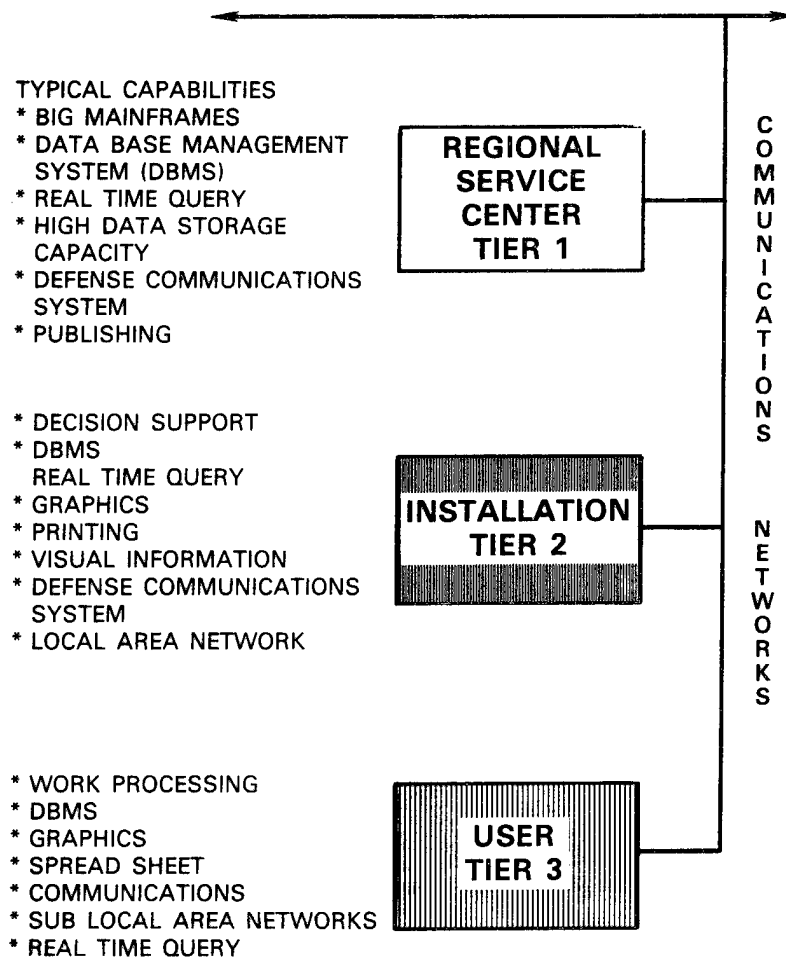 TYPICAL CAPABILITIES
* BIG MAINFRAMES
* DATA BASE MANAGEMENT
SYSTEM (DBMS)
* REAL TIME QUERY
* HIGH DATA STORAGE
CAPACITY
* DEFENSE COMMUNICATIONS
SYSTEM
* PUBLISHING
REGIONAL
SERVICE
CENTER
TIER 1
* DECISION SUPPORT
* DBMS
REAL TIME QUERY
* GRAPHICS
* PRINTING
* VISUAL INFORMATION
* DEFENSE COMMUNICATIONS
SYSTEM
* LOCAL AREA NETWORK
INSTALLATION
TIER 2
* WORK PROCESSING
* DBMS
* GRAPHICS
* SPREAD SHEET
* COMMUNICATIONS
* SUB LOCAL AREA NETWORKS
* REAL TIME QUERY
USER
TIER 3
COMMUNICATIONS
NETWORKS